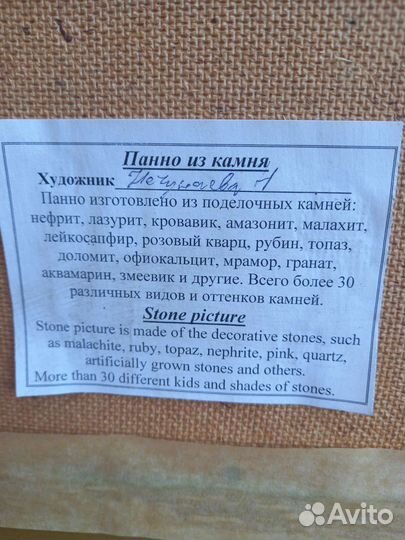 Панно из камня
Художник
Панно изготовлено из поделочных камней:
нефрит, лазурит, кровавик, амазонит, малахит,
лейкосапфир, розовый кварц, рубин, топаз,
доломит, офиокальцит, мрамор, гранат,
аквамарин, змеевик и другие. Всего более 30
различных видов и оттенков камней.
Stone picture
Stone picture is made of the decorative stones, such
as malachite, ruby, topaz, nephrite, pink, quartz,
artificially grown stones and others.
More than 30 different kids and shades of stones.
Avito